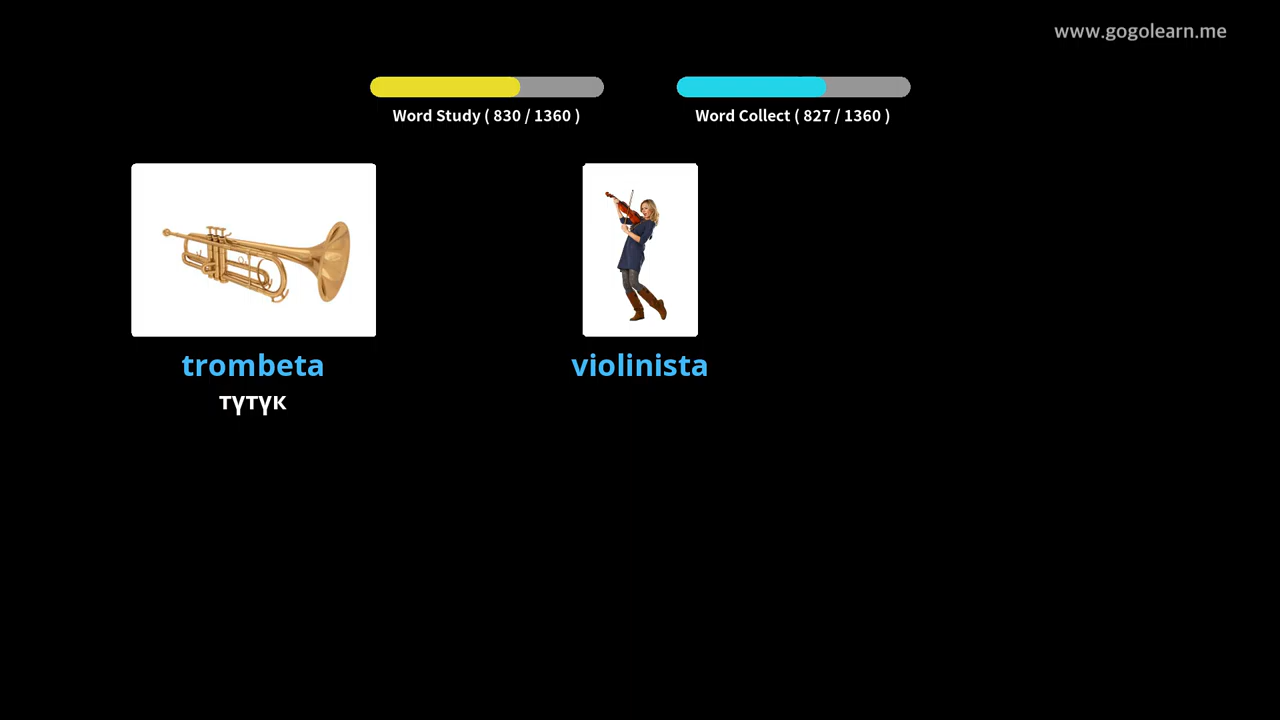 www.gogolearn.me
Word Study ( 830 / 1360 )
Word Collect ( 827 / 1360 )
trombeta
violinista
түтүк